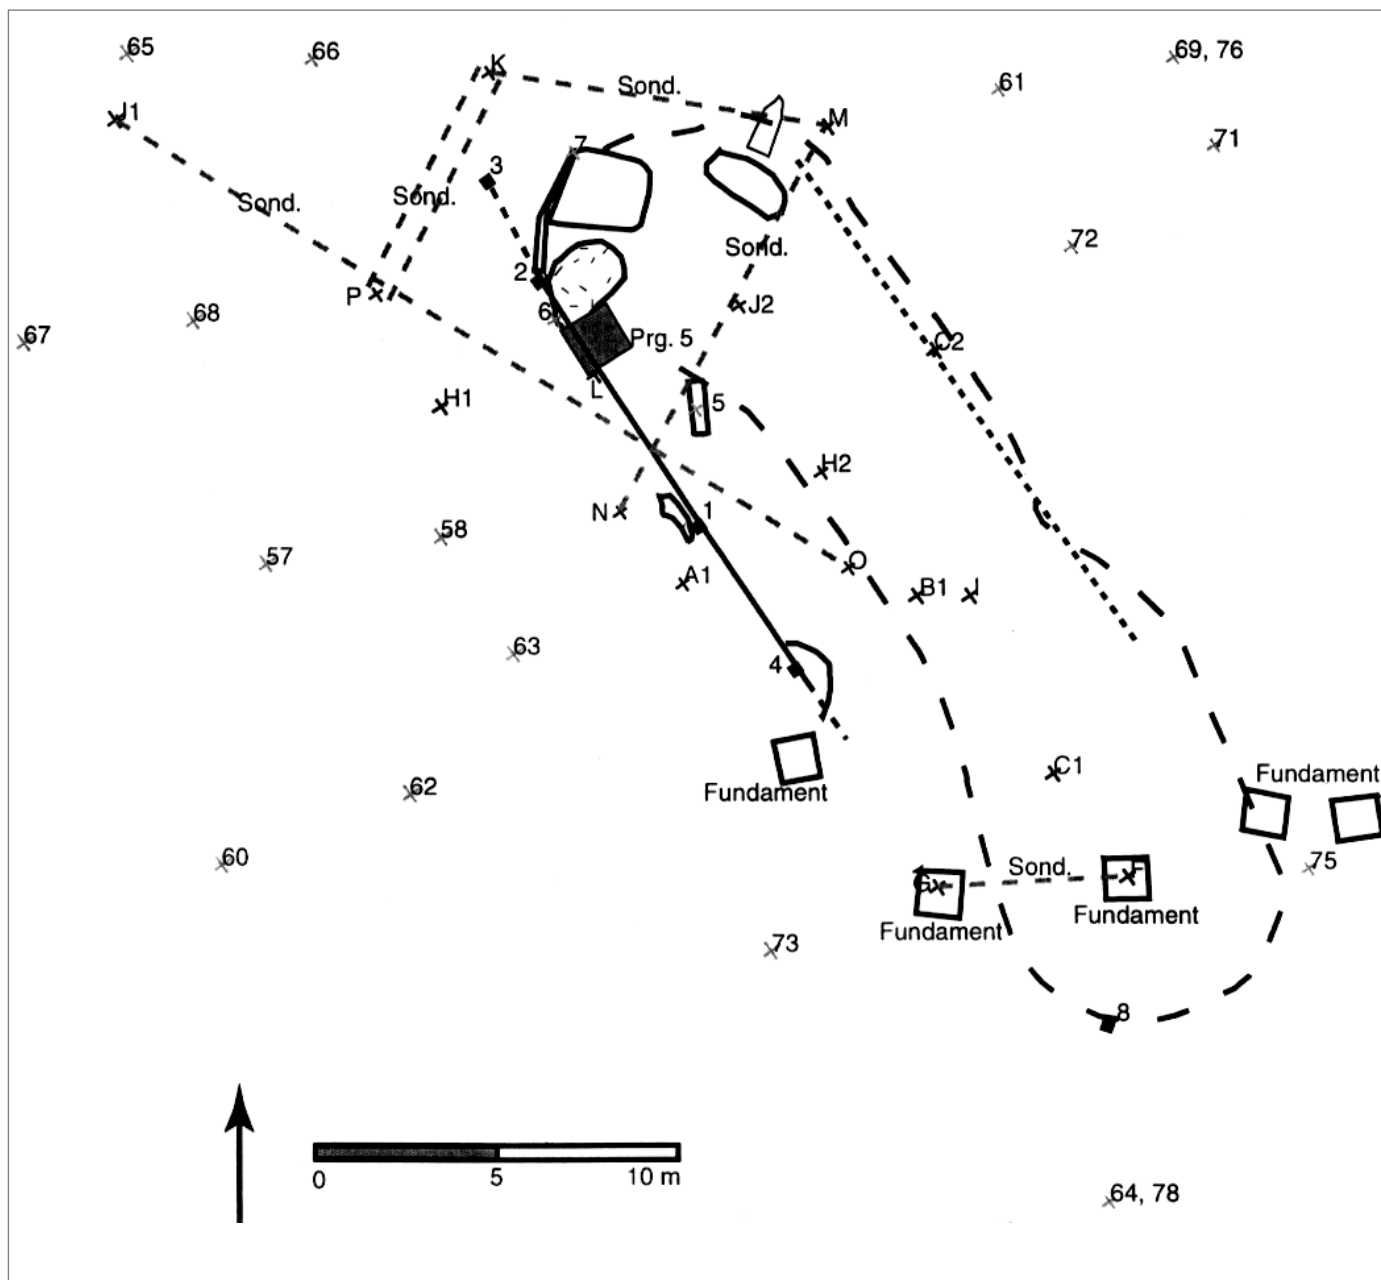 65
66
K
69, 76
61
Sond.
J1
M
71
7
3
Sond.
Sond.
72
Sond.
2
P
J2
68
6
67
Prg. 5
C2
L
H1
5
H2
N
1
58
57
O
A1
B1
I
63
4
C1
Fundament
62
Fundament
60
75
Sond.
F
G
Fundament
Fundament
73
8
0
5
10 m
64, 78